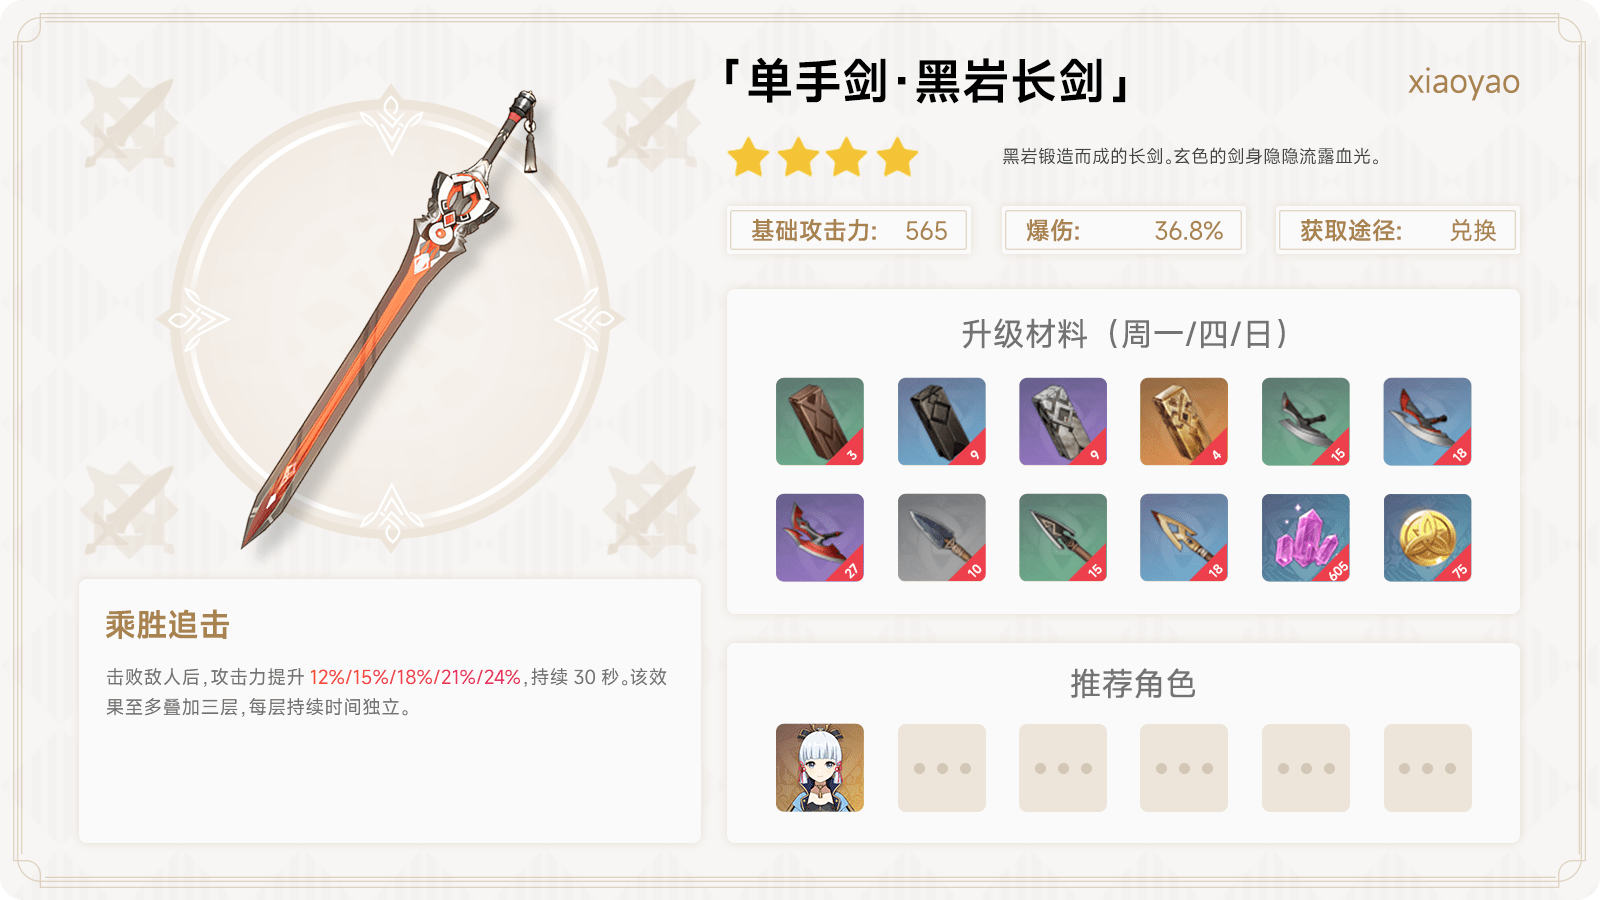 「单手剑·黑岩长剑」
xiaoyao
黑岩锻造而成的长剑。玄色的剑身隐隐流露血光。
基础攻击力: 565
爆伤: 36.8%
获取途径: 兑换
升级材料（周一/四/日）
3 9 9 4 15 18
27 10 15 18 605 75
乘胜追击
击败敌人后,攻击力提升 12%/15%/18%/21%/24%,持续 30 秒。该效
果至多叠加三层,每层持续时间独立。
推荐角色